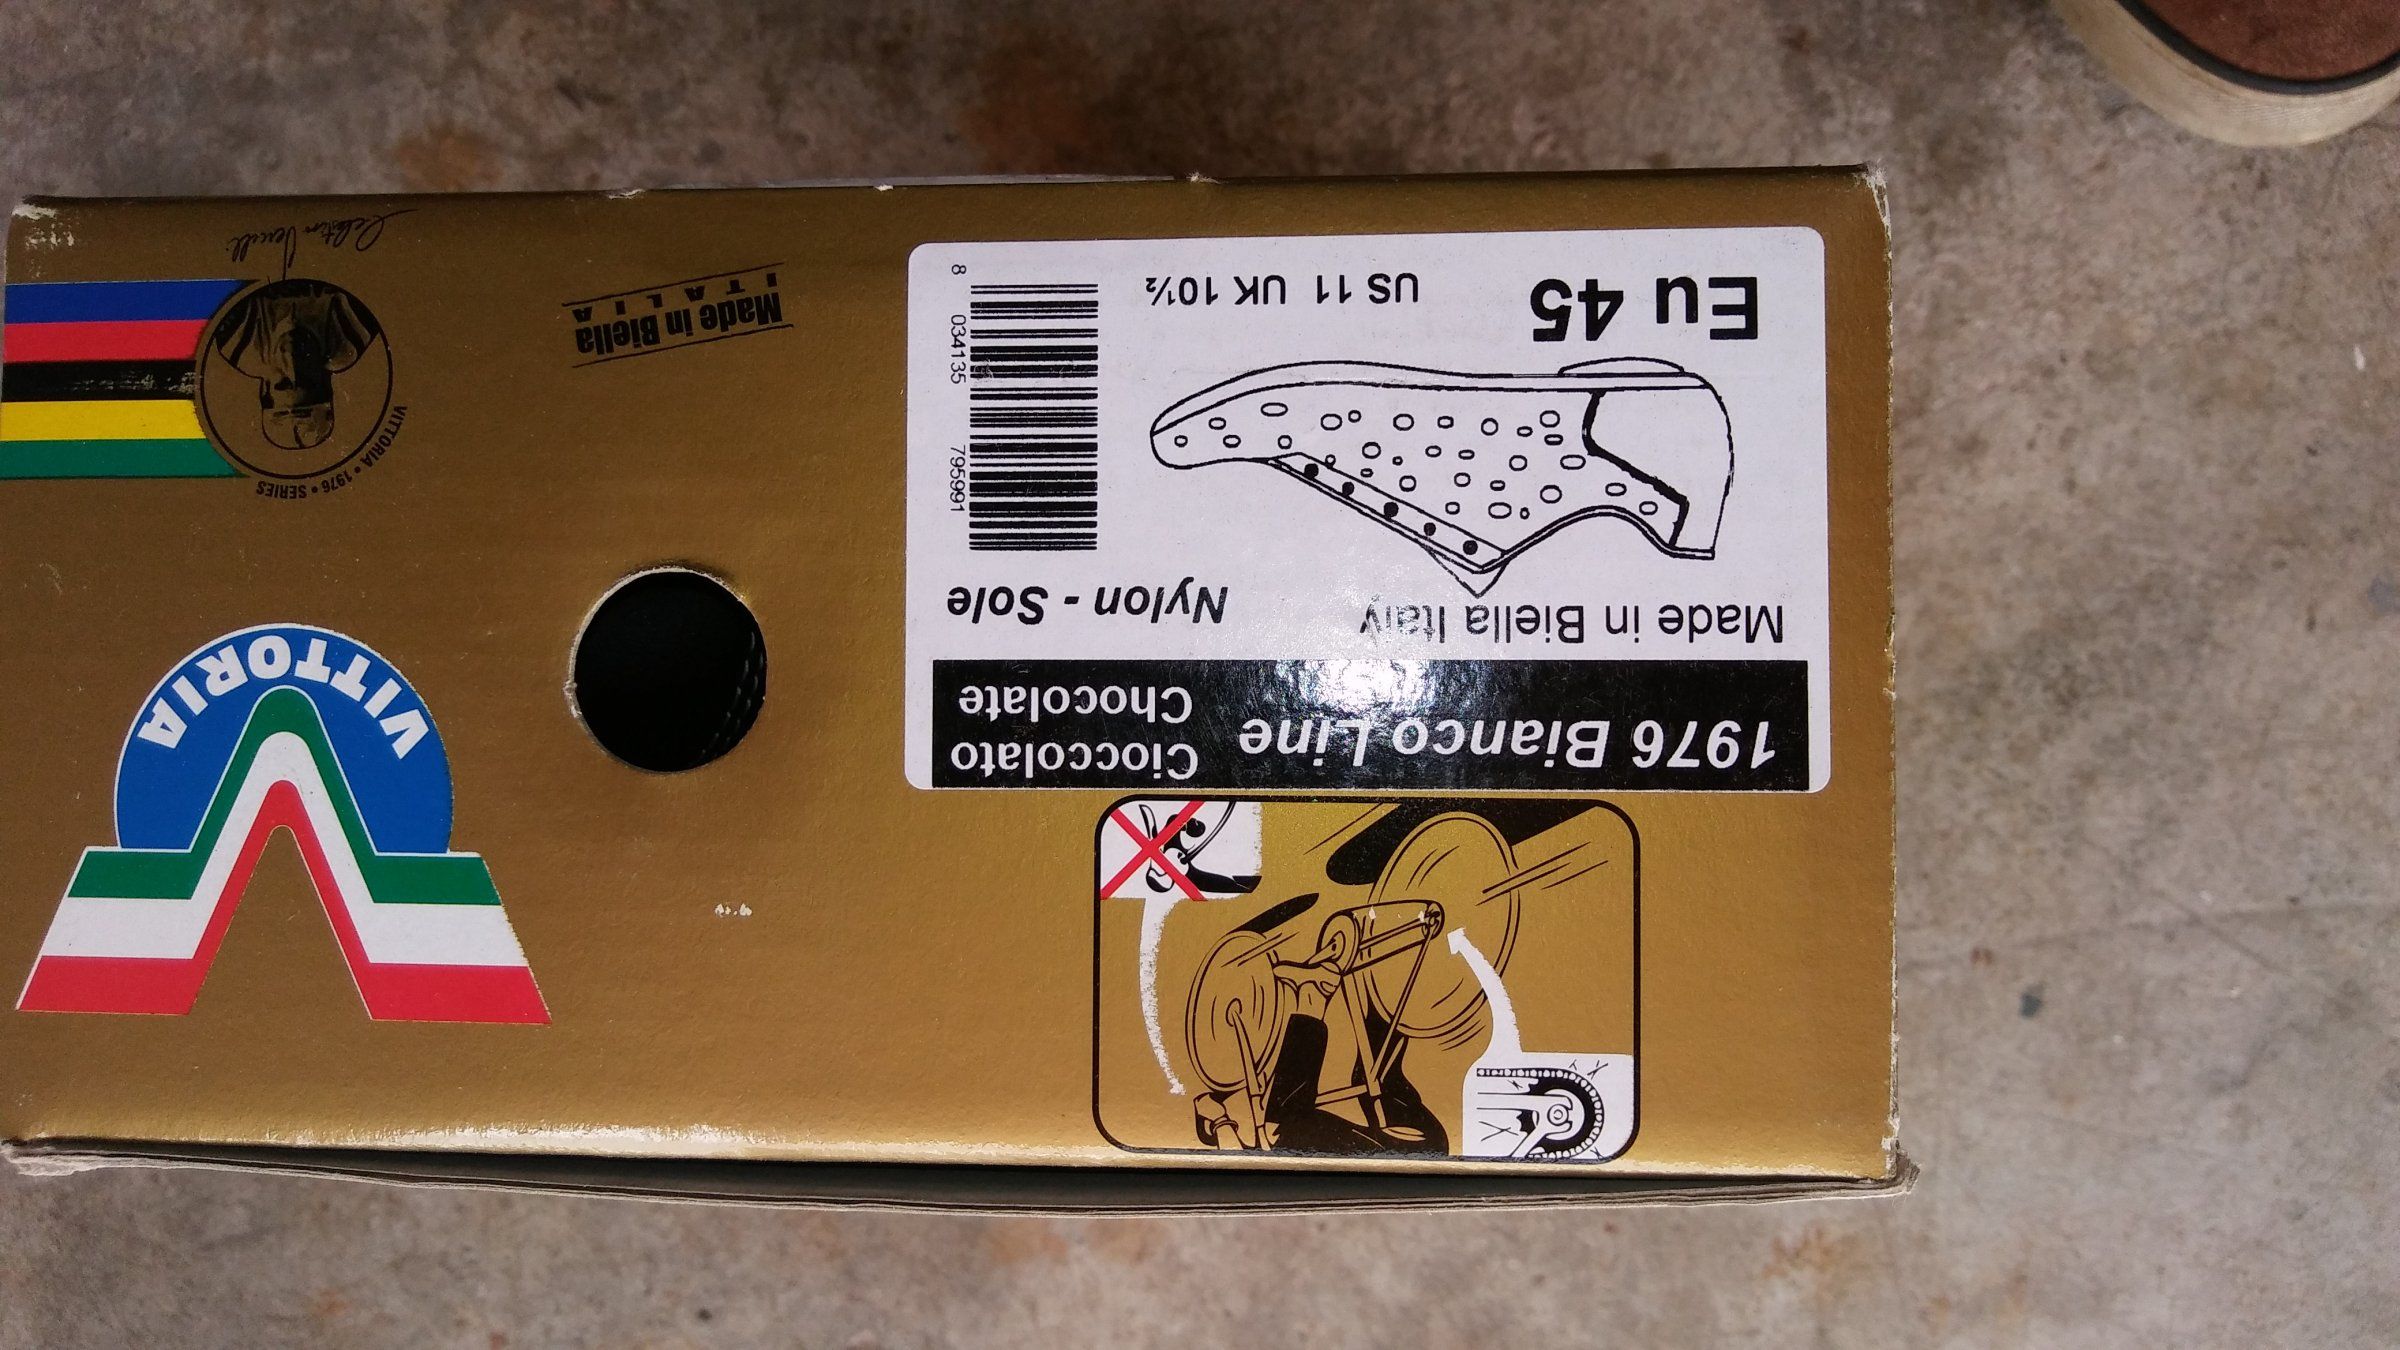 1976 Bianco Line
Cioccolato
Chocolate
Made in Biella Italy
Nylon - Sole
Eu 45
US 11 UK 10½
8 034135 795991
VITTORIA
Made in Biella
ITALIA
VITTORIA • 1976 • SERIES